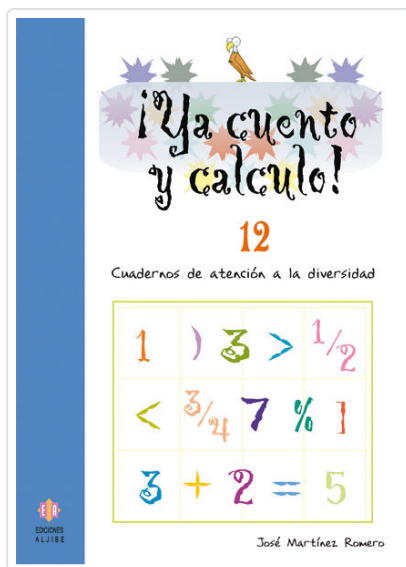 ¡Ya cuento
y calculo!
12
Cuadernos de atención a la diversidad
1 ) 3 > 1/2
< 3/4 7 % ]
3 + 2 = 5
E A
EDICIONES
ALJIBE
José Martínez Romero